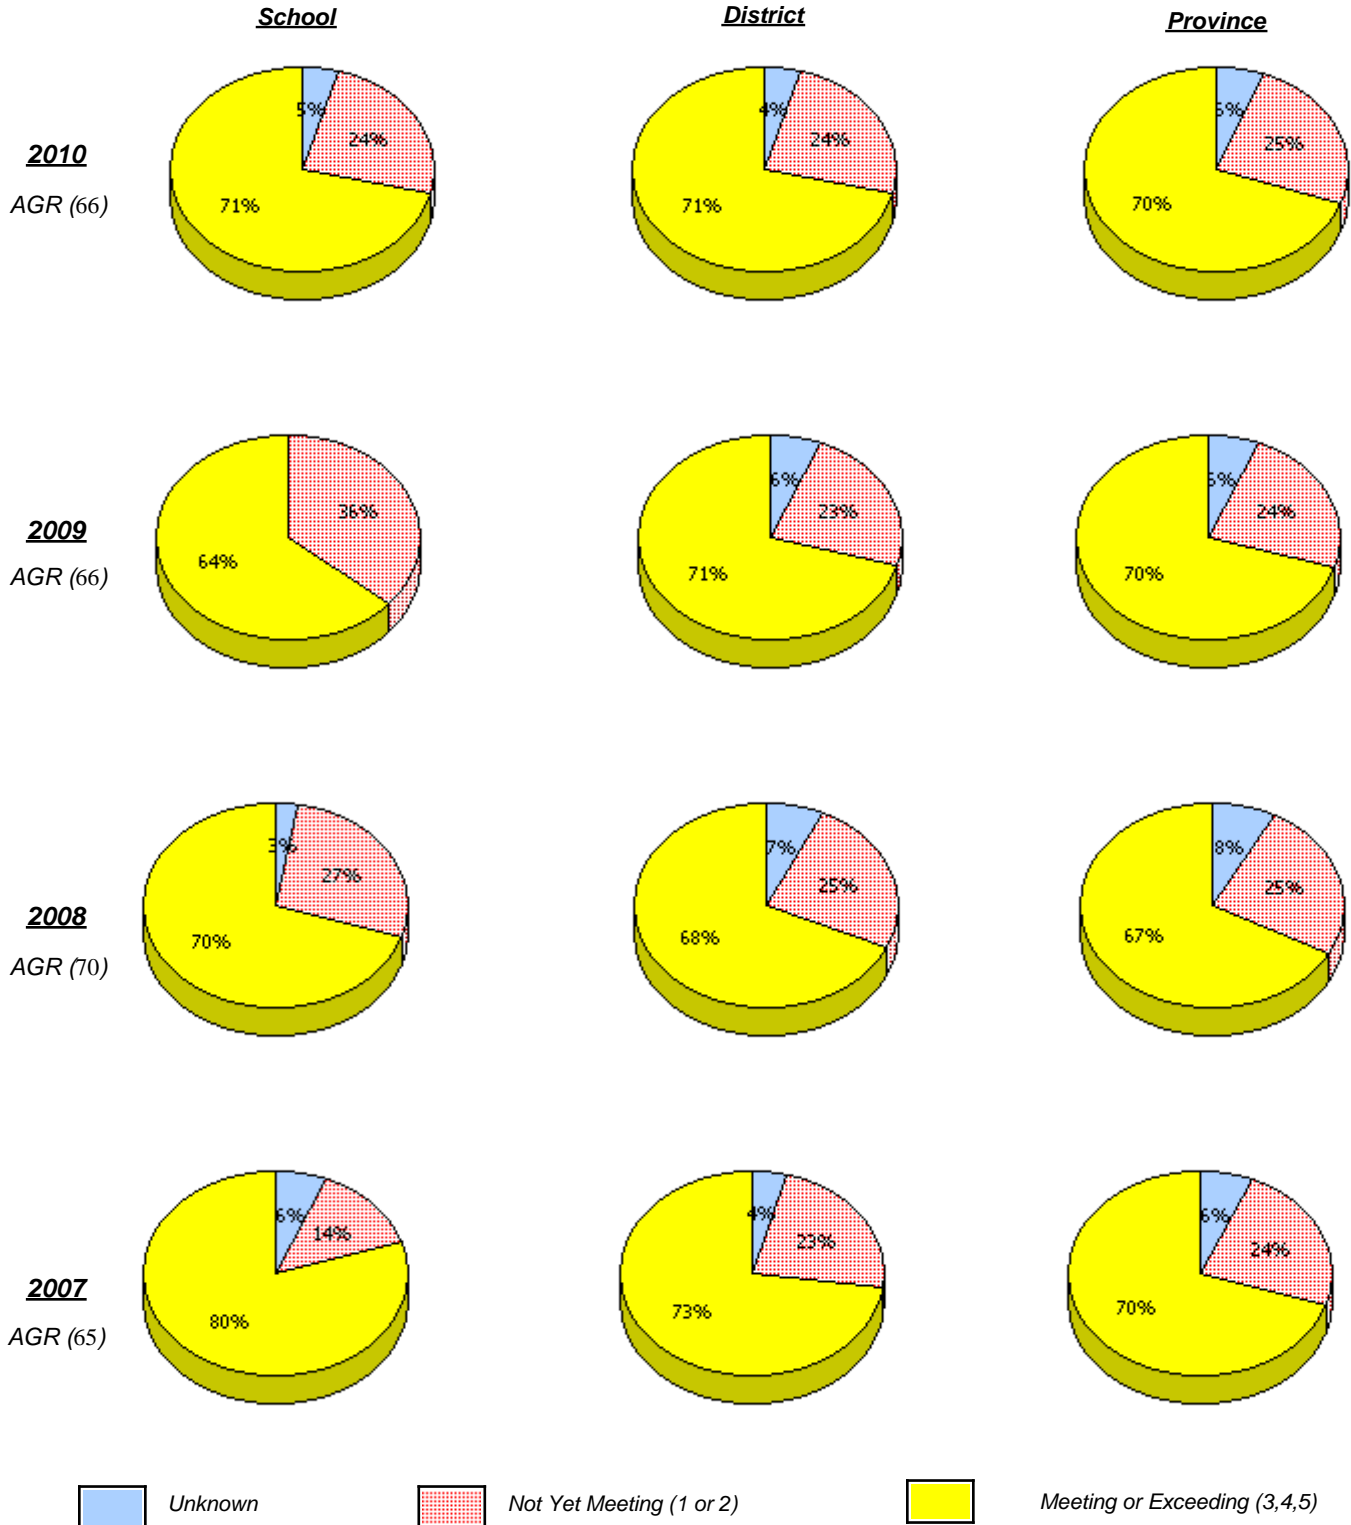 School District Province
2010
AGR (66)
5% 24% 71%
4% 24% 71%
25% 70%
2009
AGR (66)
36% 64%
6% 23% 71%
24% 70%
2008
AGR (70)
3% 27% 70%
7% 25% 68%
8% 25% 67%
2007
AGR (65)
6% 14% 80%
4% 23% 73%
6% 24% 70%
Unknown Not Yet Meeting (1 or 2) Meeting or Exceeding (3,4,5)